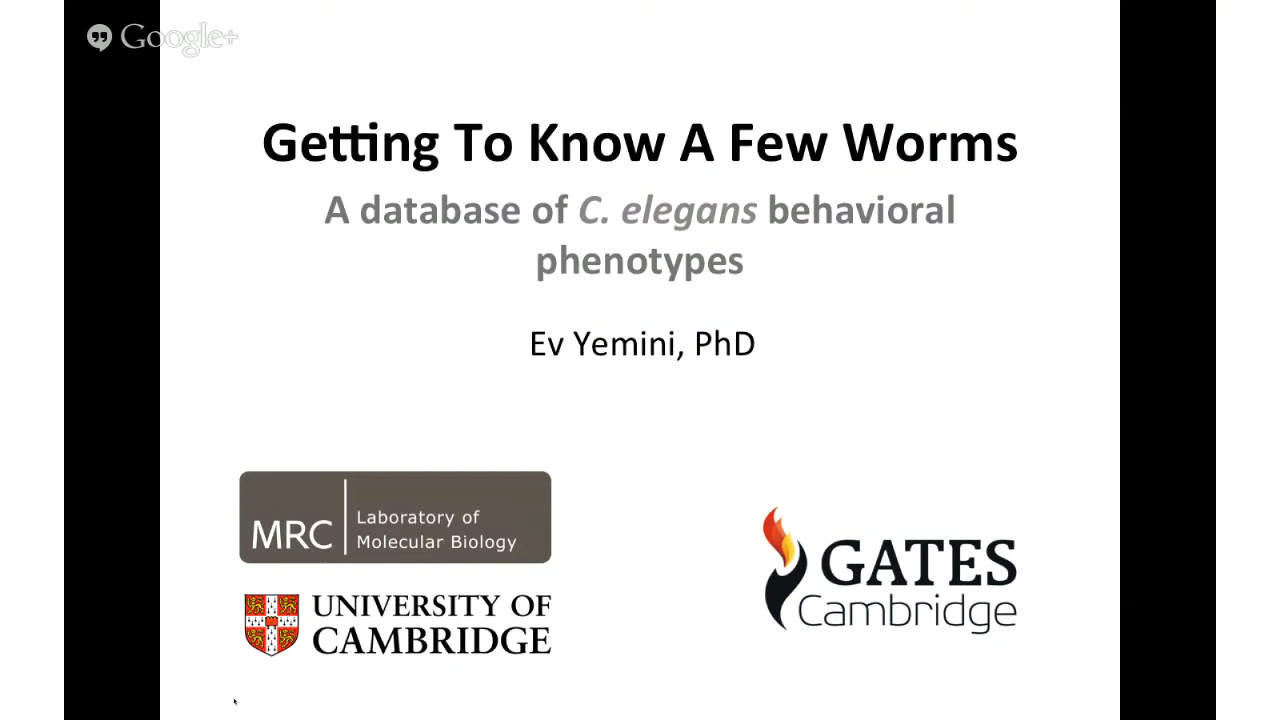 Google+
Getting To Know A Few Worms
A database of C. elegans behavioral
phenotypes
Ev Yemini, PhD
MRC
Laboratory of
Molecular Biology
UNIVERSITY OF
CAMBRIDGE
GATES
Cambridge